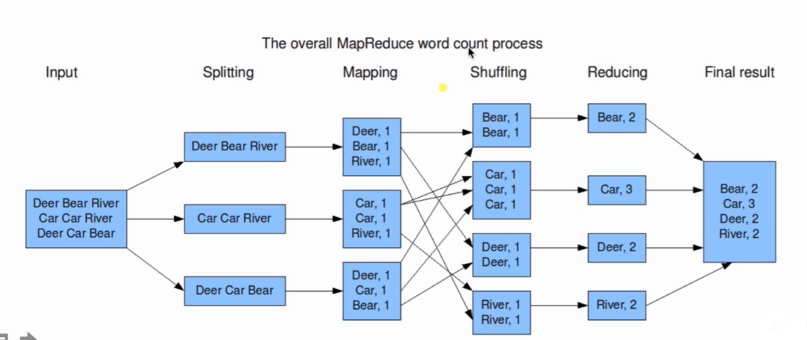 The overall MapReduce word count process
Input
Splitting
Mapping
Shuffling
Reducing
Final result
Deer Bear River
Car Car River
Deer Car Bear
Deer Bear River
Car Car River
Deer Car Bear
Deer, 1
Bear, 1
River, 1
Car, 1
Car, 1
River, 1
Deer, 1
Car, 1
Bear, 1
Bear, 1
Bear, 1
Car, 1
Car, 1
Car, 1
Deer, 1
Deer, 1
River, 1
River, 1
Bear, 2
Car, 3
Deer, 2
River, 2
Bear, 2
Car, 3
Deer, 2
River, 2